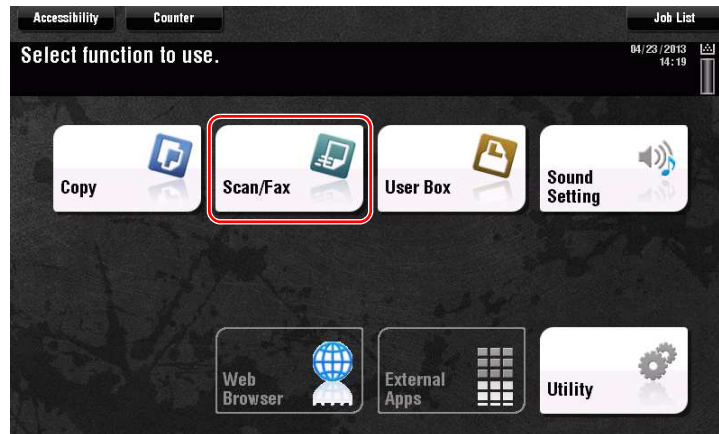 Accessibility Counter Job List
Select function to use.
04/23/2013
14:19
Copy
Scan/Fax
User Box
Sound
Setting
Web
Browser
External
Apps
Utility